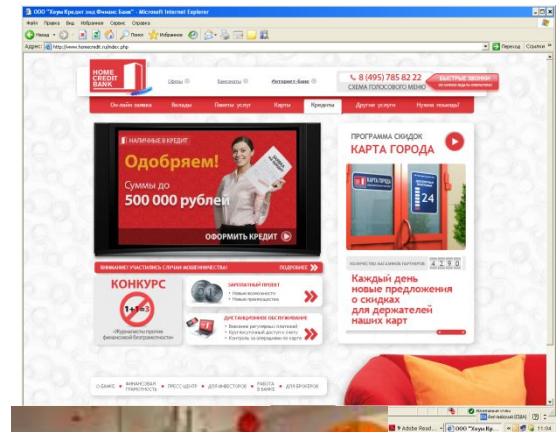 ООО "Хоум Кредит энд Финанс Банк" - Microsoft Internet Explorer
Файл Правка Вид Избранное Сервис Справка
Назад Поиск Избранное
Адрес: http://www.homecredit.ru/index.php Переход Ссылки
HOME
CREDIT
BANK
Офисы Банкоматы Интернет-Банк
8 (495) 785 82 22
СХЕМА ГОЛОСОВОГО МЕНЮ
БЫСТРЫЕ ЗВОНКИ
Он-лайн заявка Вклады Пакеты услуг Карты Кредиты Другие услуги Нужна помощь?
НАЛИЧНЫЕ В КРЕДИТ
Одобряем!
Суммы до
500 000 рублей
ОФОРМИТЬ КРЕДИТ
ПРОГРАММА СКИДОК
КАРТА ГОРОДА
КАРТА ГОРОДА
24
КОЛИЧЕСТВО МАГАЗИНОВ ПАРТНЕРОВ 4290
Каждый день
новые предложения
о скидках
для держателей
наших карт
ВНИМАНИЕ! УЧАСТИЛИСЬ СЛУЧАИ МОШЕННИЧЕСТВА! ПОДРОБНЕЕ
КОНКУРС
1+1=3
«Журналисты против
финансовой безграмотности»
ЗАРПЛАТНЫЙ ПРОЕКТ
• Новые возможности
• Новые преимущества
ДИСТАНЦИОННОЕ ОБСЛУЖИВАНИЕ
• Внесение регулярных платежей
• Круглосуточный доступ к счету
• Контроль за операциями по карте
О БАНКЕ • ФИНАНСОВАЯ ГРАМОТНОСТЬ • ПРЕСС-ЦЕНТР • ДЛЯ ИНВЕСТОРОВ • РАБОТА В БАНКЕ • ДЛЯ БРОКЕРОВ
Adobe Read... ООО "Хоум Кр... 11:04